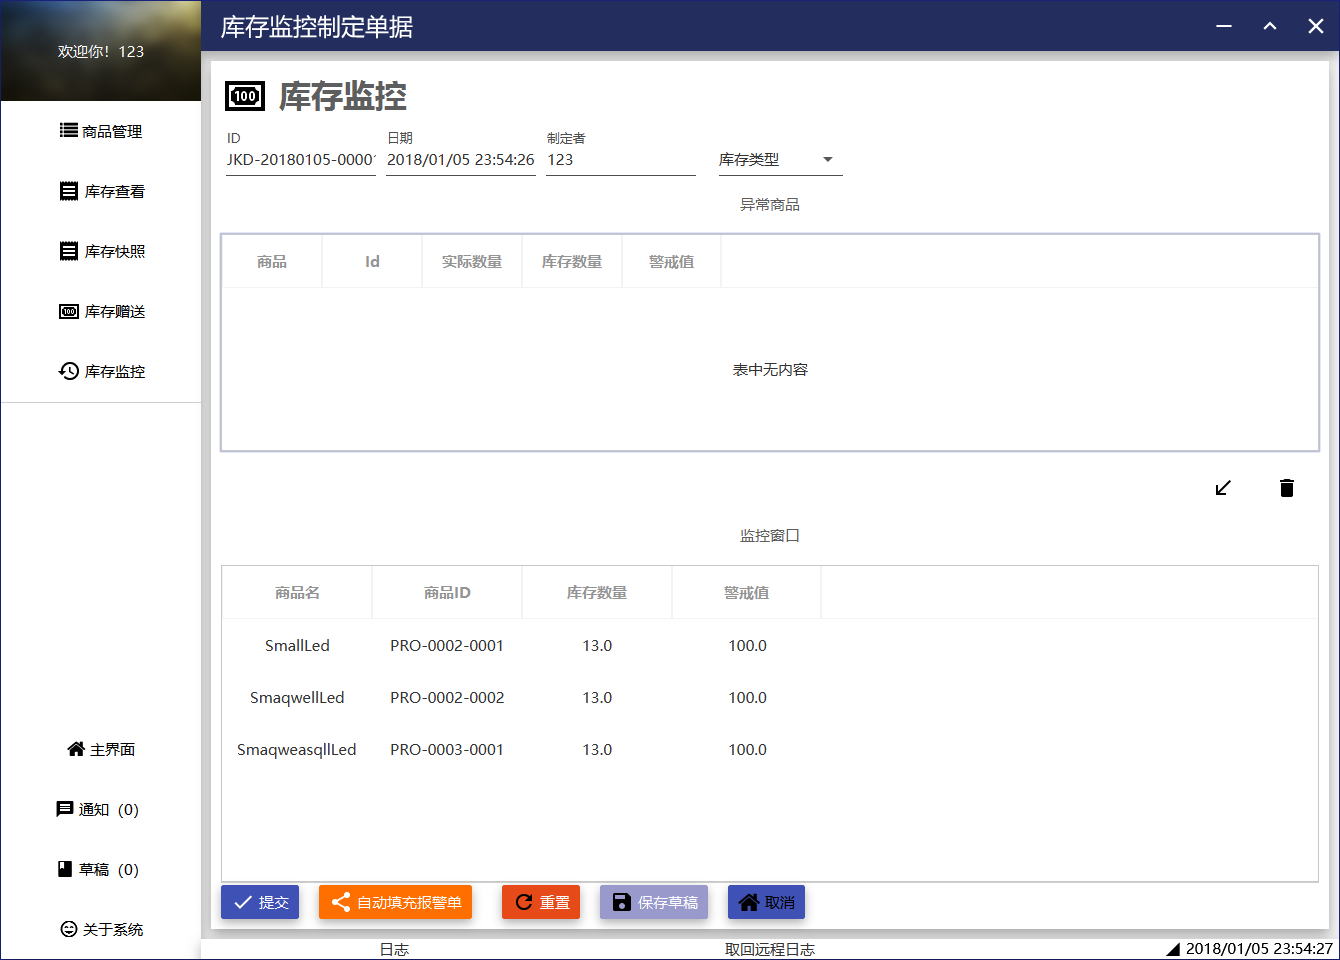 库存监控制定单据
欢迎你！123
商品管理
库存查看
库存快照
库存赠送
库存监控
主界面
通知（0）
草稿（0）
关于系统
库存监控
ID 日期 制定者
JKD-20180105-00001 2018/01/05 23:54:26 123 库存类型
异常商品
商品 Id 实际数量 库存数量 警戒值
表中无内容
监控窗口
商品名 商品ID 库存数量 警戒值
SmallLed PRO-0002-0001 13.0 100.0
SmaqwellLed PRO-0002-0002 13.0 100.0
SmaqweasqllLed PRO-0003-0001 13.0 100.0
提交 自动填充报警单 重置 保存草稿 取消
日志 取回远程日志 2018/01/05 23:54:27